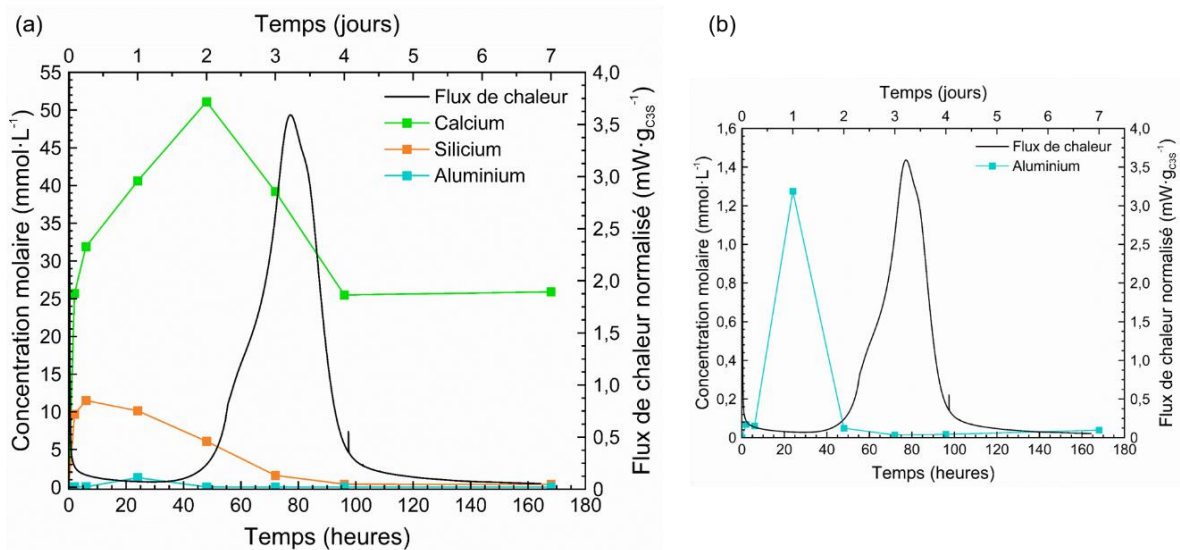 (a)
Temps (jours)
0 1 2 3 4 5 6 7
Concentration molaire (mmol·L⁻¹)
55
50
45
40
35
30
25
20
15
10
5
0
Flux de chaleur
Calcium
Silicium
Aluminium
4,0
3,5
3,0
2,5
2,0
1,5
1,0
0,5
0
Flux de chaleur normalisé (mW·g_C3S⁻¹)
0 20 40 60 80 100 120 140 160 180
Temps (heures)
(b)
Temps (jours)
0 1 2 3 4 5 6 7
Concentration molaire (mmol·L⁻¹)
1,6
1,4
1,2
1,0
0,8
0,6
0,4
0,2
0
Flux de chaleur
Aluminium
4,0
3,5
3,0
2,5
2,0
1,5
1,0
0,5
0
Flux de chaleur normalisé (mW·g_C3S⁻¹)
0 20 40 60 80 100 120 140 160 180
Temps (heures)